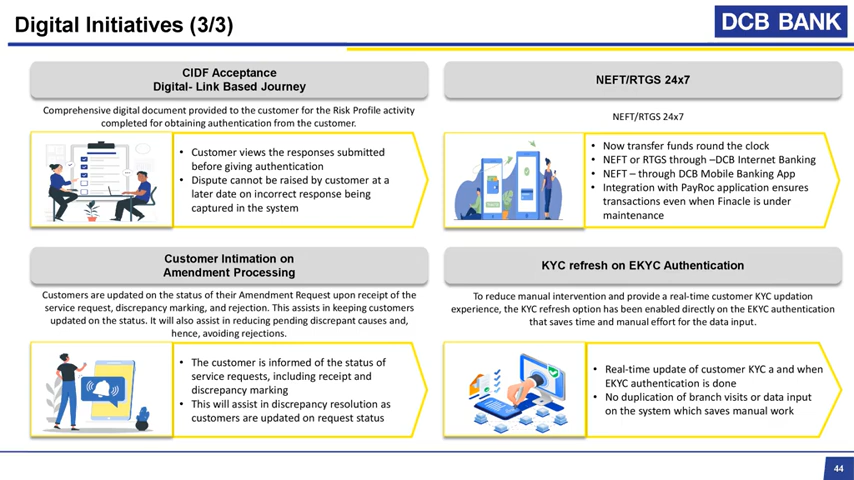 Digital Initiatives (3/3)
DCB BANK
CIDF Acceptance
Digital- Link Based Journey
Comprehensive digital document provided to the customer for the Risk Profile activity
completed for obtaining authentication from the customer.
• Customer views the responses submitted
before giving authentication
• Dispute cannot be raised by customer at a
later date on incorrect response being
captured in the system
NEFT/RTGS 24x7
NEFT/RTGS 24x7
• Now transfer funds round the clock
• NEFT or RTGS through –DCB Internet Banking
• NEFT – through DCB Mobile Banking App
• Integration with PayRoc application ensures
transactions even when Finacle is under
maintenance
Customer Intimation on
Amendment Processing
Customers are updated on the status of their Amendment Request upon receipt of the
service request, discrepancy marking, and rejection. This assists in keeping customers
updated on the status. It will also assist in reducing pending discrepant causes and,
hence, avoiding rejections.
• The customer is informed of the status of
service requests, including receipt and
discrepancy marking
• This will assist in discrepancy resolution as
customers are updated on request status
KYC refresh on EKYC Authentication
To reduce manual intervention and provide a real-time customer KYC updation
experience, the KYC refresh option has been enabled directly on the EKYC authentication
that saves time and manual effort for the data input.
• Real-time update of customer KYC a and when
EKYC authentication is done
• No duplication of branch visits or data input
on the system which saves manual work
44